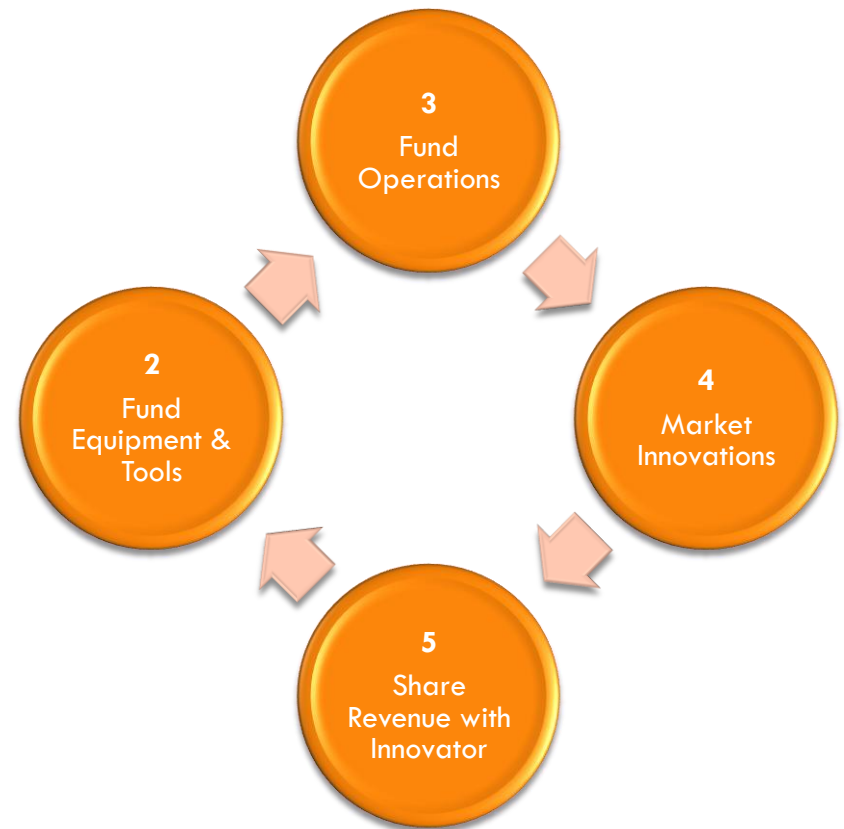 3
Fund
Operations
2
Fund
Equipment &
Tools
4
Market
Innovations
5
Share
Revenue with
Innovator